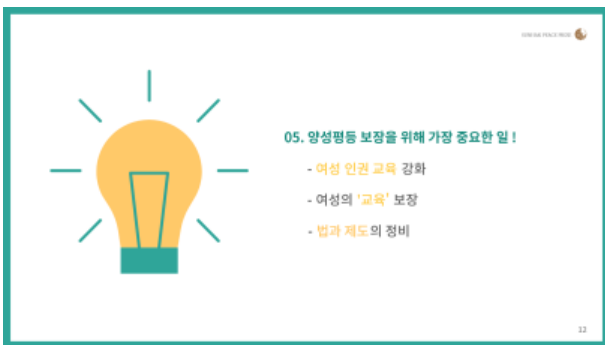 05. 양성평등 보장을 위해 가장 중요한 일 !
- 여성 인권 교육 강화
- 여성의 '교육' 보장
- 법과 제도의 정비
12